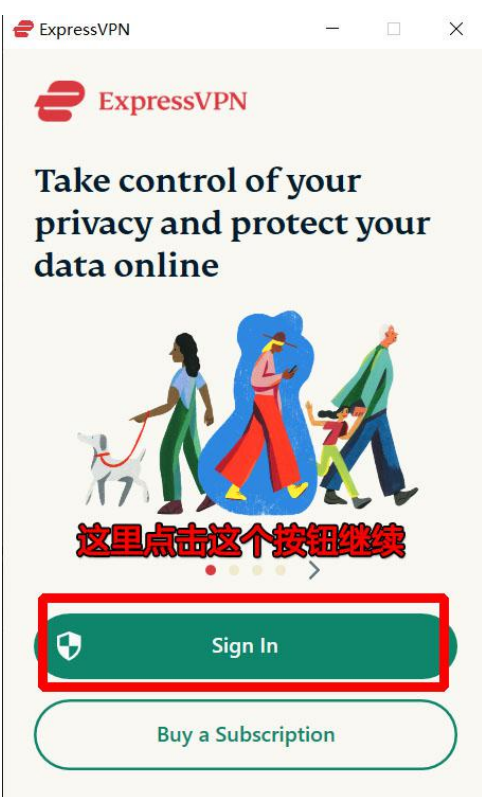 ExpressVPN
ExpressVPN
Take control of your
privacy and protect your
data online
这里点击这个按钮继续
Sign In
Buy a Subscription